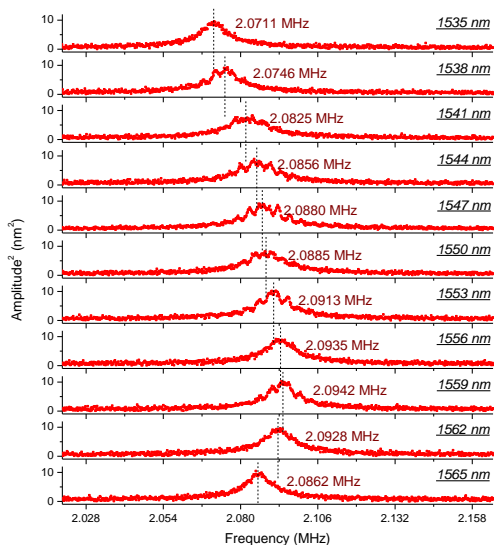 10
0
2.0711 MHz
1535 nm
10
0
2.0746 MHz
1538 nm
10
0
2.0825 MHz
1541 nm
10
0
2.0856 MHz
1544 nm
10
0
2.0880 MHz
1547 nm
10
0
2.0885 MHz
1550 nm
10
0
2.0913 MHz
1553 nm
10
0
2.0935 MHz
1556 nm
10
0
2.0942 MHz
1559 nm
10
0
2.0928 MHz
1562 nm
10
0
2.0862 MHz
1565 nm
Amplitude² (nm²)
2.028 2.054 2.080 2.106 2.132 2.158
Frequency (MHz)